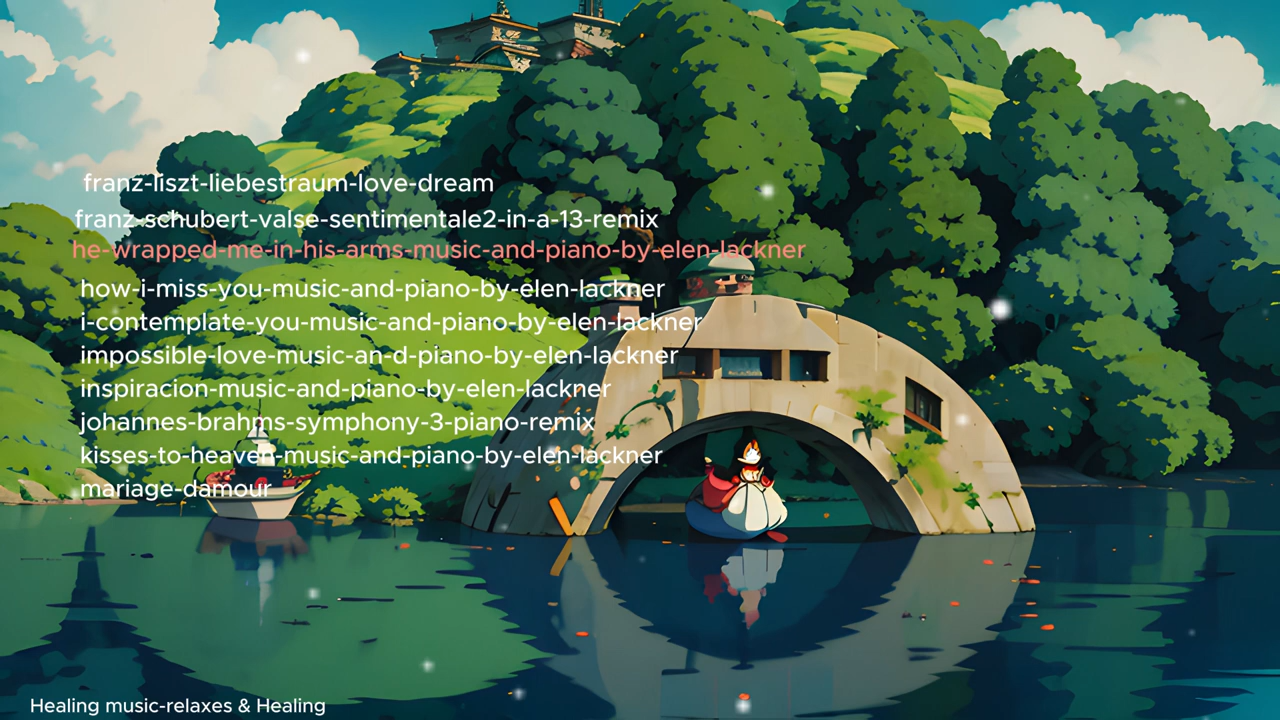 franz-liszt-liebestraum-love-dream
franz-schubert-valse-sentimentale2-in-a-13-remix
he-wrapped-me-in-his-arms-music-and-piano-by-elen-lackner
how-i-miss-you-music-and-piano-by-elen-lackner
i-contemplate-you-music-and-piano-by-elen-lackner
impossible-love-music-an-d-piano-by-elen-lackner
inspiracion-music-and-piano-by-elen-lackner
johannes-brahms-symphony-3-piano-remix
kisses-to-heaven-music-and-piano-by-elen-lackner
mariage-damour
Healing music-relaxes & Healing